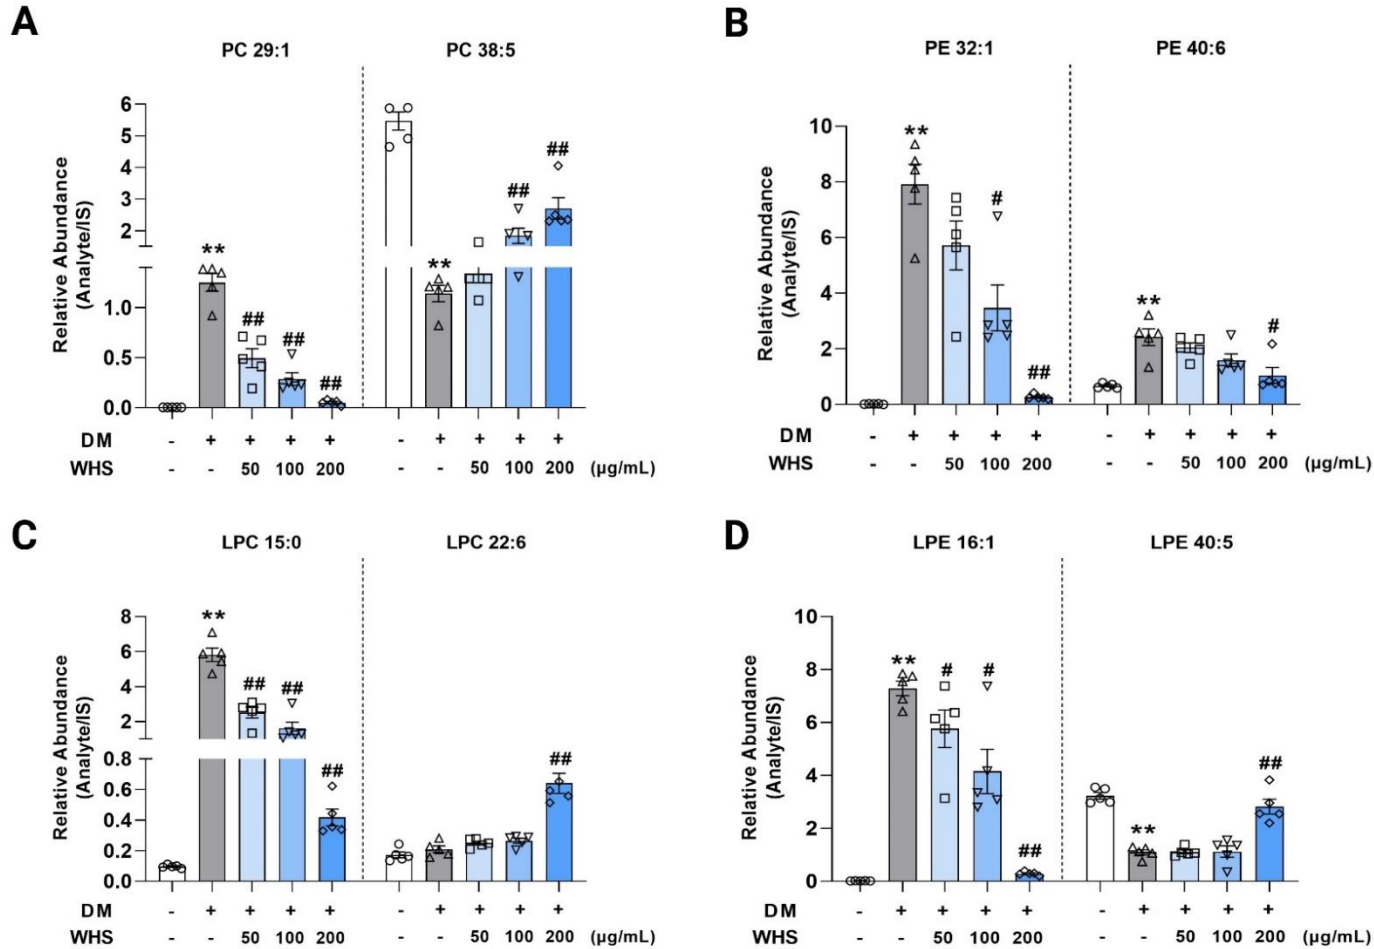 A
PC 29:1
PC 38:5
Relative Abundance
(Analyte/IS)
6
5
4
3
2
1.0
0.5
0.0
**
##
##
##
**
##
##
DM - + + + + - + + + +
WHS - - 50 100 200 - - 50 100 200 (µg/mL)
B
PE 32:1
PE 40:6
Relative Abundance
(Analyte/IS)
10
8
6
4
2
0
**
#
##
**
#
DM - + + + + - + + + +
WHS - - 50 100 200 - - 50 100 200 (µg/mL)
C
LPC 15:0
LPC 22:6
Relative Abundance
(Analyte/IS)
8
6
4
2
0.8
0.6
0.4
0.2
0.0
**
##
##
##
##
DM - + + + + - + + + +
WHS - - 50 100 200 - - 50 100 200 (µg/mL)
D
LPE 16:1
LPE 40:5
Relative Abundance
(Analyte/IS)
10
8
6
4
2
0
**
#
#
##
**
##
DM - + + + + - + + + +
WHS - - 50 100 200 - - 50 100 200 (µg/mL)